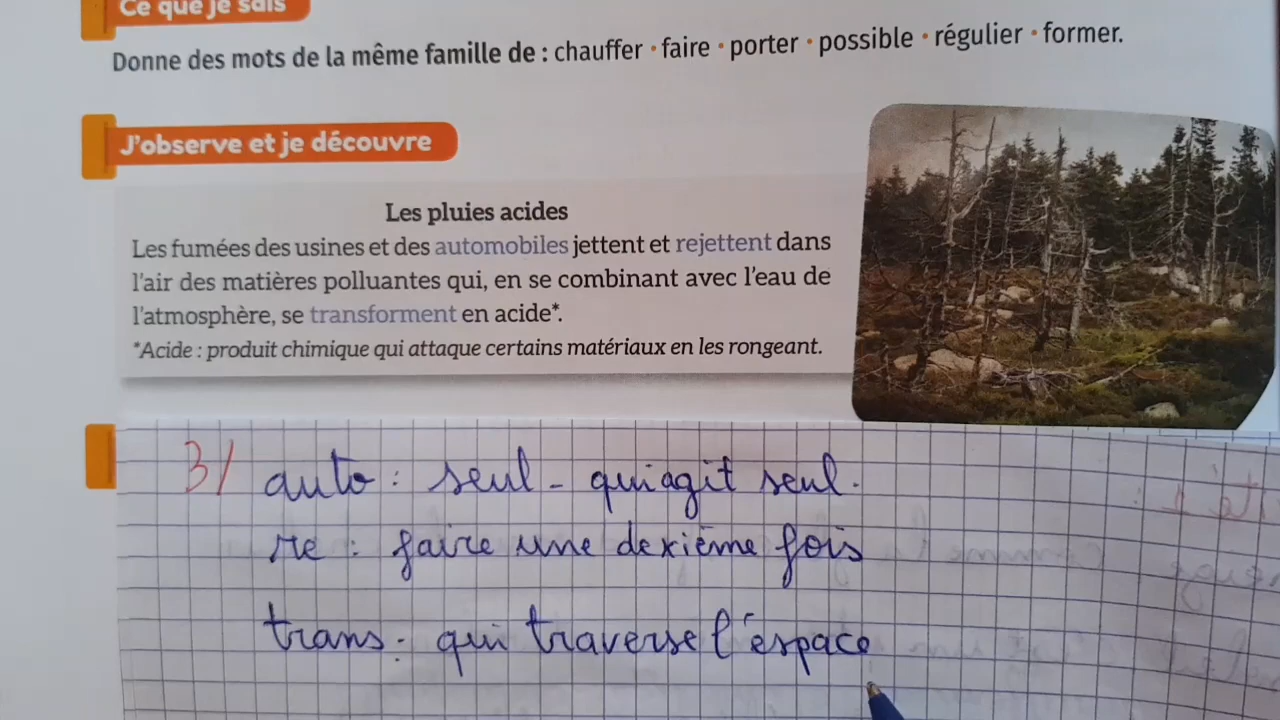 Ce que je sais
Donne des mots de la même famille de : chauffer • faire • porter • possible • régulier • former.
J'observe et je découvre
Les pluies acides
Les fumées des usines et des automobiles jettent et rejettent dans
l'air des matières polluantes qui, en se combinant avec l'eau de
l'atmosphère, se transforment en acide*.
*Acide : produit chimique qui attaque certains matériaux en les rongeant.
3/ auto : seul - qui agit seul.
re : faire une dexième fois
trans : qui traverse l'espace